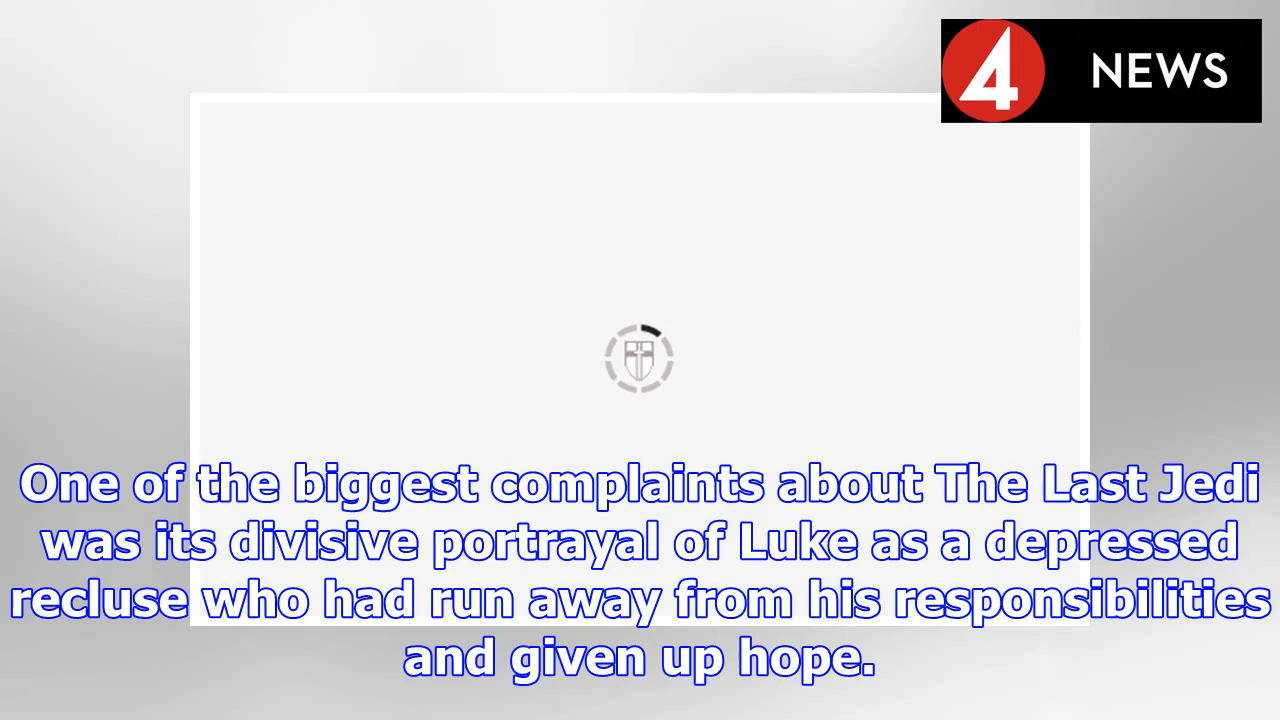 4 NEWS
One of the biggest complaints about The Last Jedi
was its divisive portrayal of Luke as a depressed
recluse who had run away from his responsibilities
and given up hope.